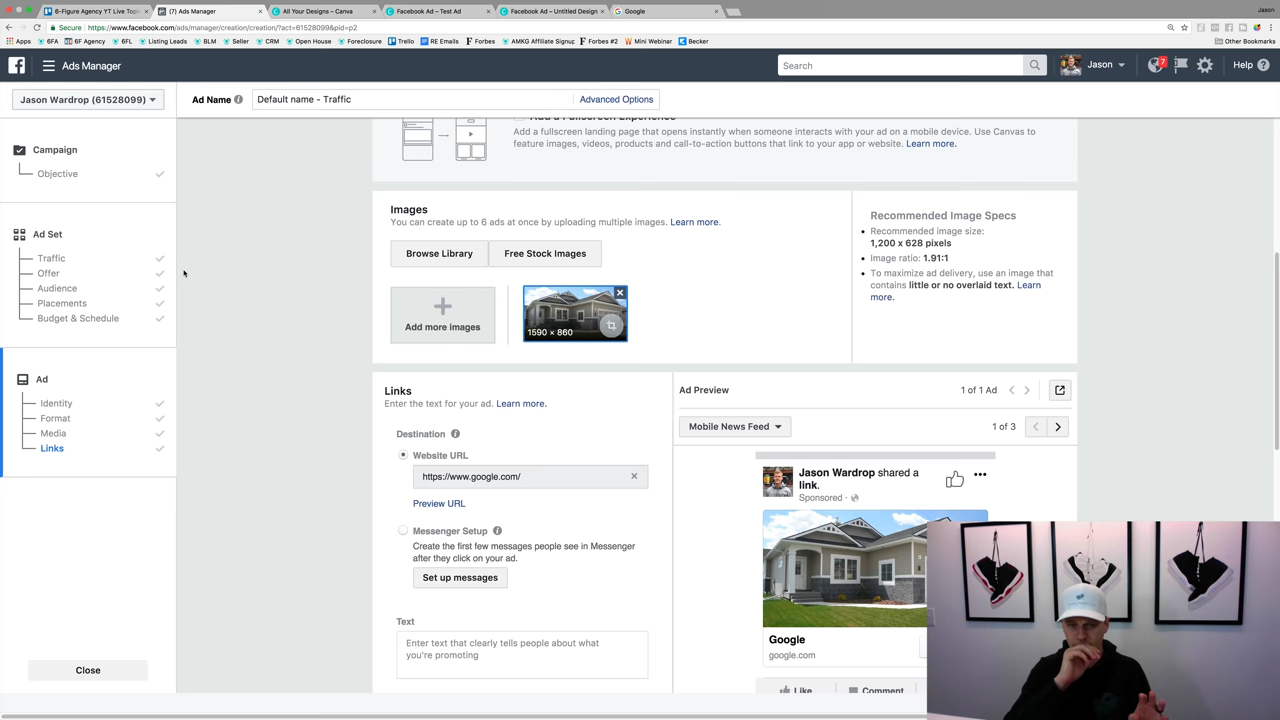 6-Figure Agency YT Live Topi
(7) Ads Manager
All Your Designs – Canva
Facebook Ad – Test Ad
Facebook Ad – Untitled Design
Google
Jason
Secure
https://www.facebook.com/ads/manager/creation/creation/?act=61528099&pid=p2
Apps
6FA
6F Agency
6FL
Listing Leads
BLM
Seller
CRM
Open House
Foreclosure
Trello
RE Emails
Forbes
AMKG Affiliate Signup
Forbes #2
Mini Webinar
Becker
Other Bookmarks
Ads Manager
Search
Jason
7
Help
Jason Wardrop (61528099)
Ad Name
Default name - Traffic
Advanced Options
Campaign
Objective
Ad Set
Traffic
Offer
Audience
Placements
Budget & Schedule
Ad
Identity
Format
Media
Links
Close
Add a Fullscreen Experience
Add a fullscreen landing page that opens instantly when someone interacts with your ad on a mobile device. Use Canvas to
feature images, videos, products and call-to-action buttons that link to your app or website. Learn more.
Images
You can create up to 6 ads at once by uploading multiple images. Learn more.
Browse Library
Free Stock Images
Add more images
1590 × 860
Recommended Image Specs
Recommended image size:
1,200 x 628 pixels
Image ratio: 1.91:1
To maximize ad delivery, use an image that
contains little or no overlaid text. Learn
more.
Links
Enter the text for your ad. Learn more.
Destination
Website URL
https://www.google.com/
Preview URL
Messenger Setup
Create the first few messages people see in Messenger
after they click on your ad.
Set up messages
Text
Enter text that clearly tells people about what
you're promoting
Ad Preview
1 of 1 Ad
Mobile News Feed
1 of 3
Jason Wardrop shared a
link.
Sponsored
Google
google.com
Like
Comment